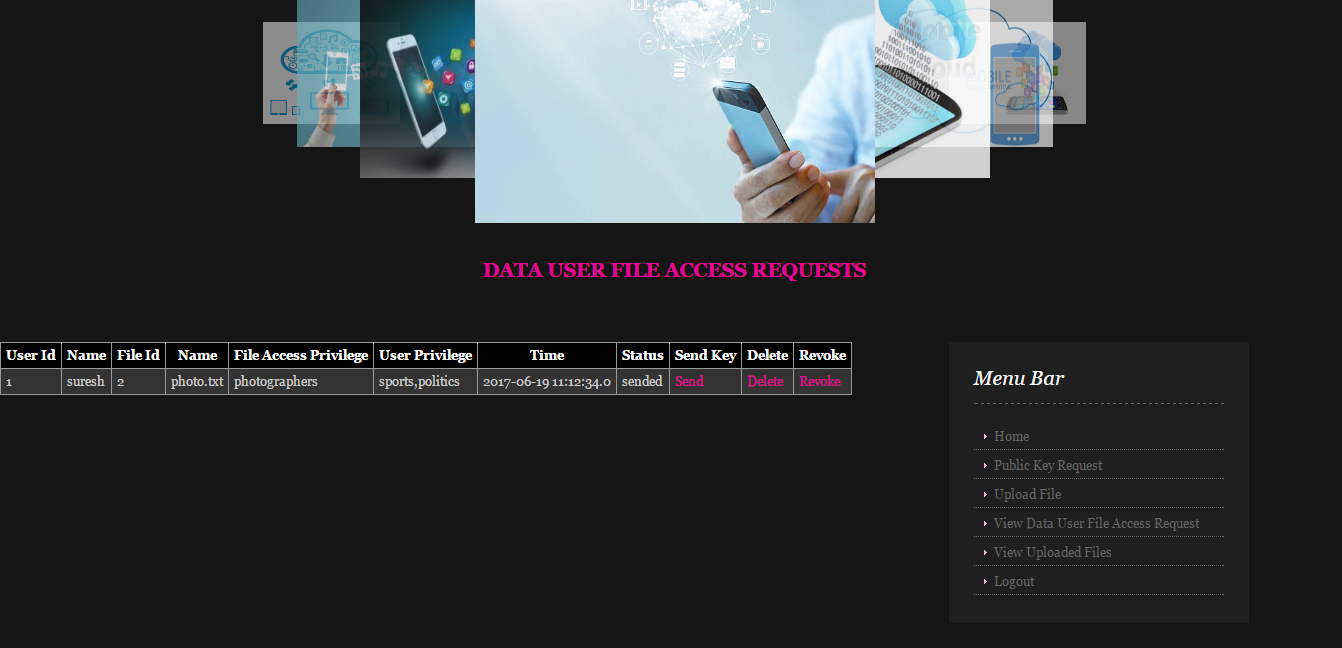 MOBILE
DATA USER FILE ACCESS REQUESTS
User Id Name File Id Name File Access Privilege User Privilege Time Status Send Key Delete Revoke
1 suresh 2 photo.txt photographers sports,politics 2017-06-19 11:12:34.0 sended Send Delete Revoke
Menu Bar
Home
Public Key Request
Upload File
View Data User File Access Request
View Uploaded Files
Logout